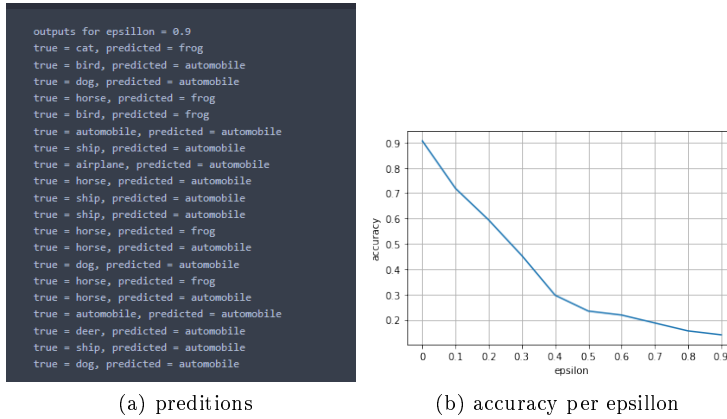 outputs for epsillon = 0.9
true = cat, predicted = frog
true = bird, predicted = automobile
true = dog, predicted = automobile
true = horse, predicted = frog
true = bird, predicted = frog
true = automobile, predicted = automobile
true = ship, predicted = automobile
true = airplane, predicted = automobile
true = horse, predicted = automobile
true = ship, predicted = automobile
true = ship, predicted = automobile
true = horse, predicted = frog
true = horse, predicted = automobile
true = dog, predicted = automobile
true = horse, predicted = frog
true = horse, predicted = automobile
true = automobile, predicted = automobile
true = deer, predicted = automobile
true = ship, predicted = automobile
true = dog, predicted = automobile
(a) preditions
accuracy
0.9
0.8
0.7
0.6
0.5
0.4
0.3
0.2
0 0.1 0.2 0.3 0.4 0.5 0.6 0.7 0.8 0.9
epsilon
(b) accuracy per epsillon